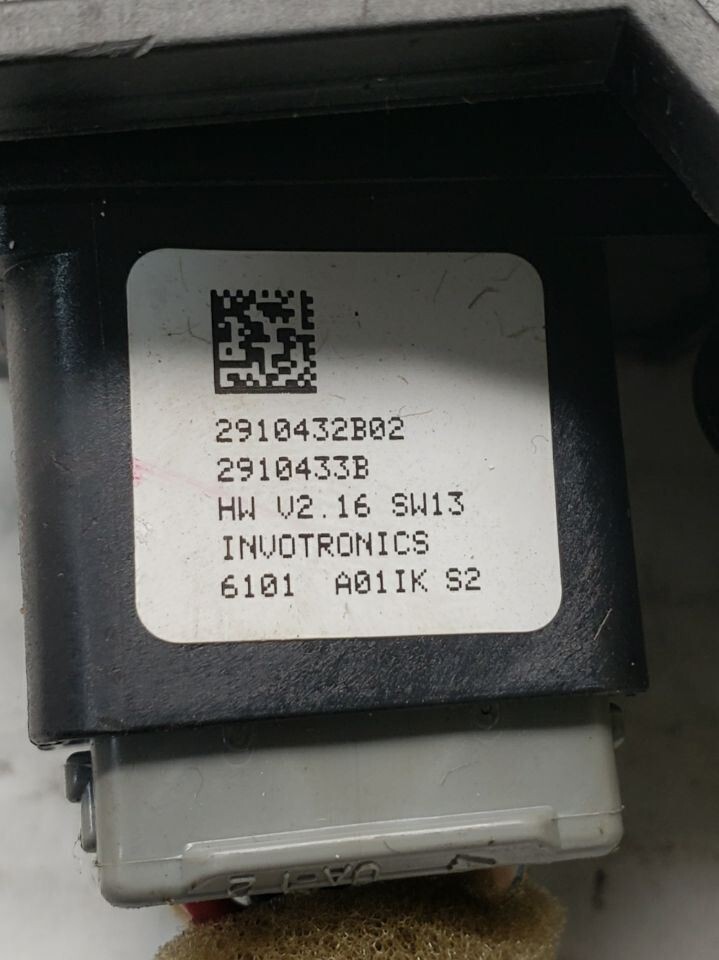 2910432B02
2910433B
HW V2.16 SW13
INVOTRONICS
6101 A01IK S2